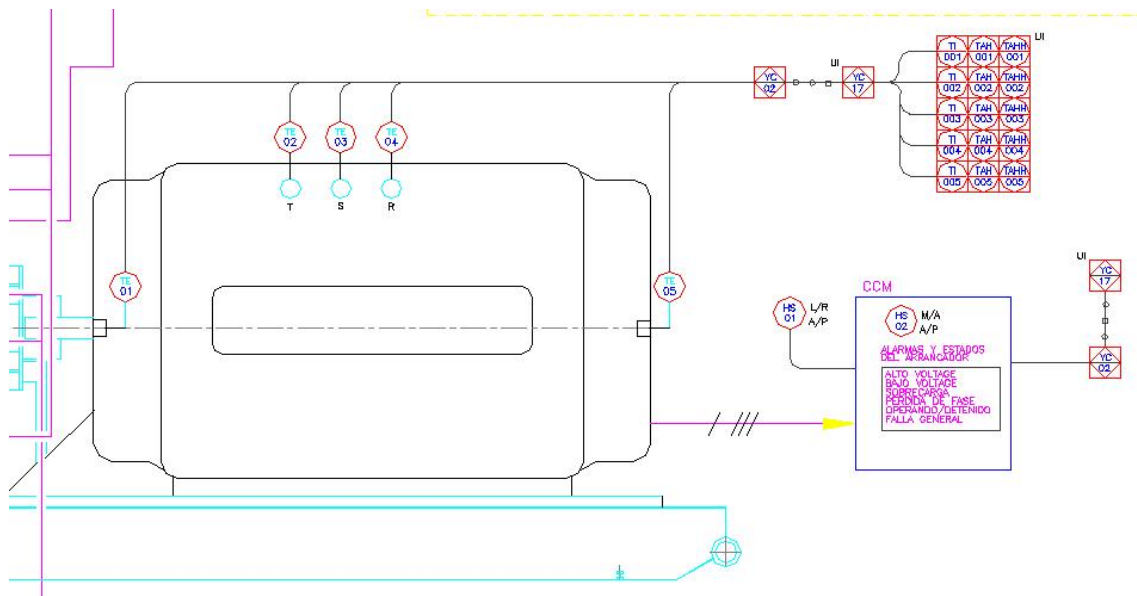 UI
TI 001 TAH 001 TAHH 001
TI 002 TAH 002 TAHH 002
TI 003 TAH 003 TAHH 003
TI 004 TAH 004 TAHH 004
TI 005 TAH 005 TAHH 005
YC 02
UI
YC 17
TE 02
TE 03
TE 04
T
S
R
TE 01
TE 05
UI
YC 17
YC 02
CCM
HS 01
L/R
A/P
HS 02
M/A
A/P
ALARMAS Y ESTADOS
DEL ARRANCADOR
ALTO VOLTAGE
BAJO VOLTAGE
SOBRECARGA
PERDIDA DE FASE
OPERANDO/DETENIDO
FALLA GENERAL